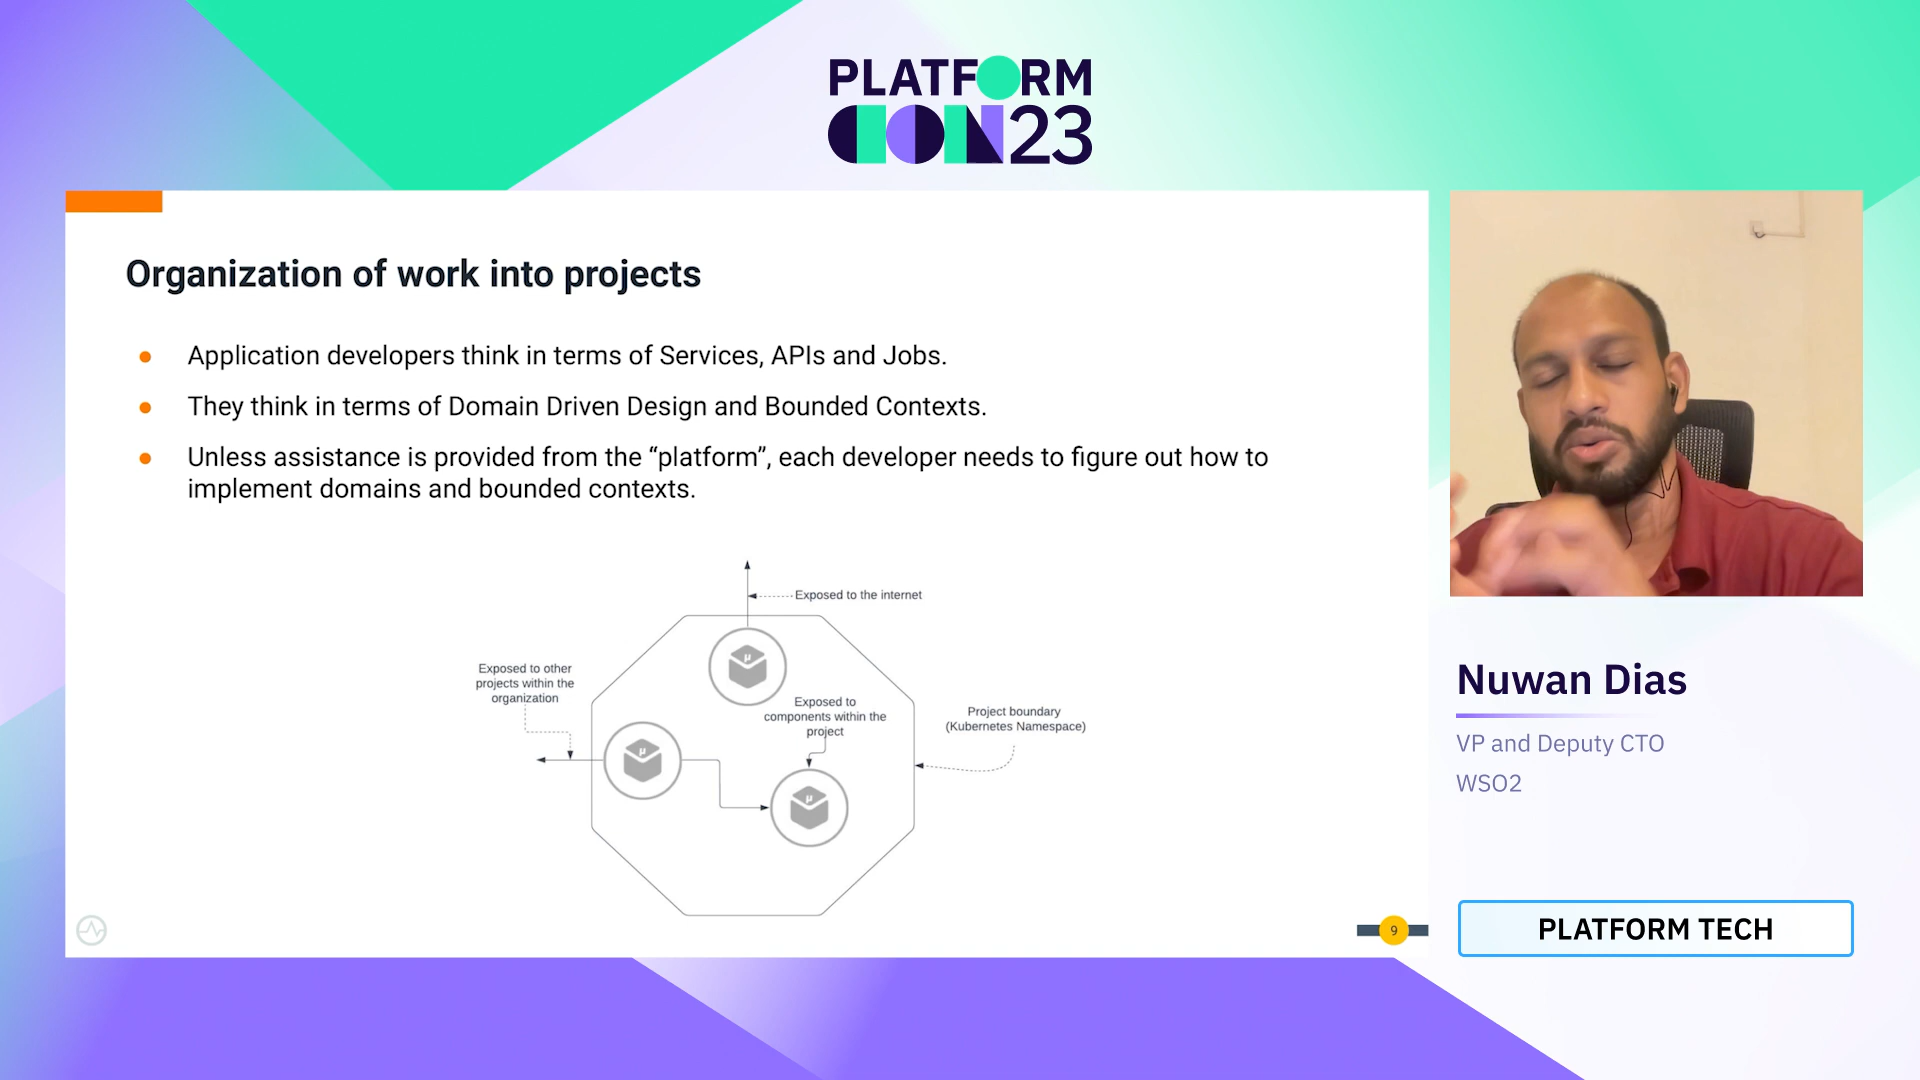 PLATFORM
CON23
Organization of work into projects
Application developers think in terms of Services, APIs and Jobs.
They think in terms of Domain Driven Design and Bounded Contexts.
Unless assistance is provided from the “platform”, each developer needs to figure out how to
implement domains and bounded contexts.
Exposed to the internet
μ
Exposed to other
projects within the
organization
Exposed to
components within the
project
Project boundary
(Kubernetes Namespace)
μ
μ
9
Nuwan Dias
VP and Deputy CTO
WSO2
PLATFORM TECH